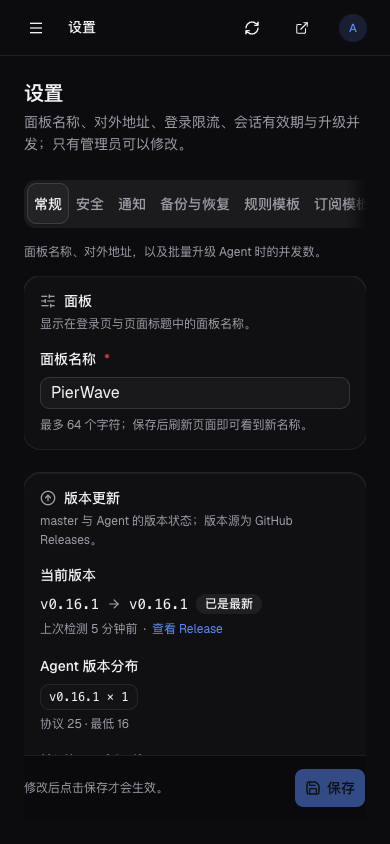 设置
A
设置
面板名称、对外地址、登录限流、会话有效期与升级并
发；只有管理员可以修改。
常规 安全 通知 备份与恢复 规则模板 订阅模板
面板名称、对外地址，以及批量升级 Agent 时的并发数。
面板
显示在登录页与页面标题中的面板名称。
面板名称 *
PierWave
最多 64 个字符；保存后刷新页面即可看到新名称。
版本更新
master 与 Agent 的版本状态；版本源为 GitHub
Releases。
当前版本
v0.16.1 → v0.16.1 已是最新
上次检测 5 分钟前 · 查看 Release
Agent 版本分布
v0.16.1 × 1
协议 25 · 最低 16
修改后点击保存才会生效。
保存